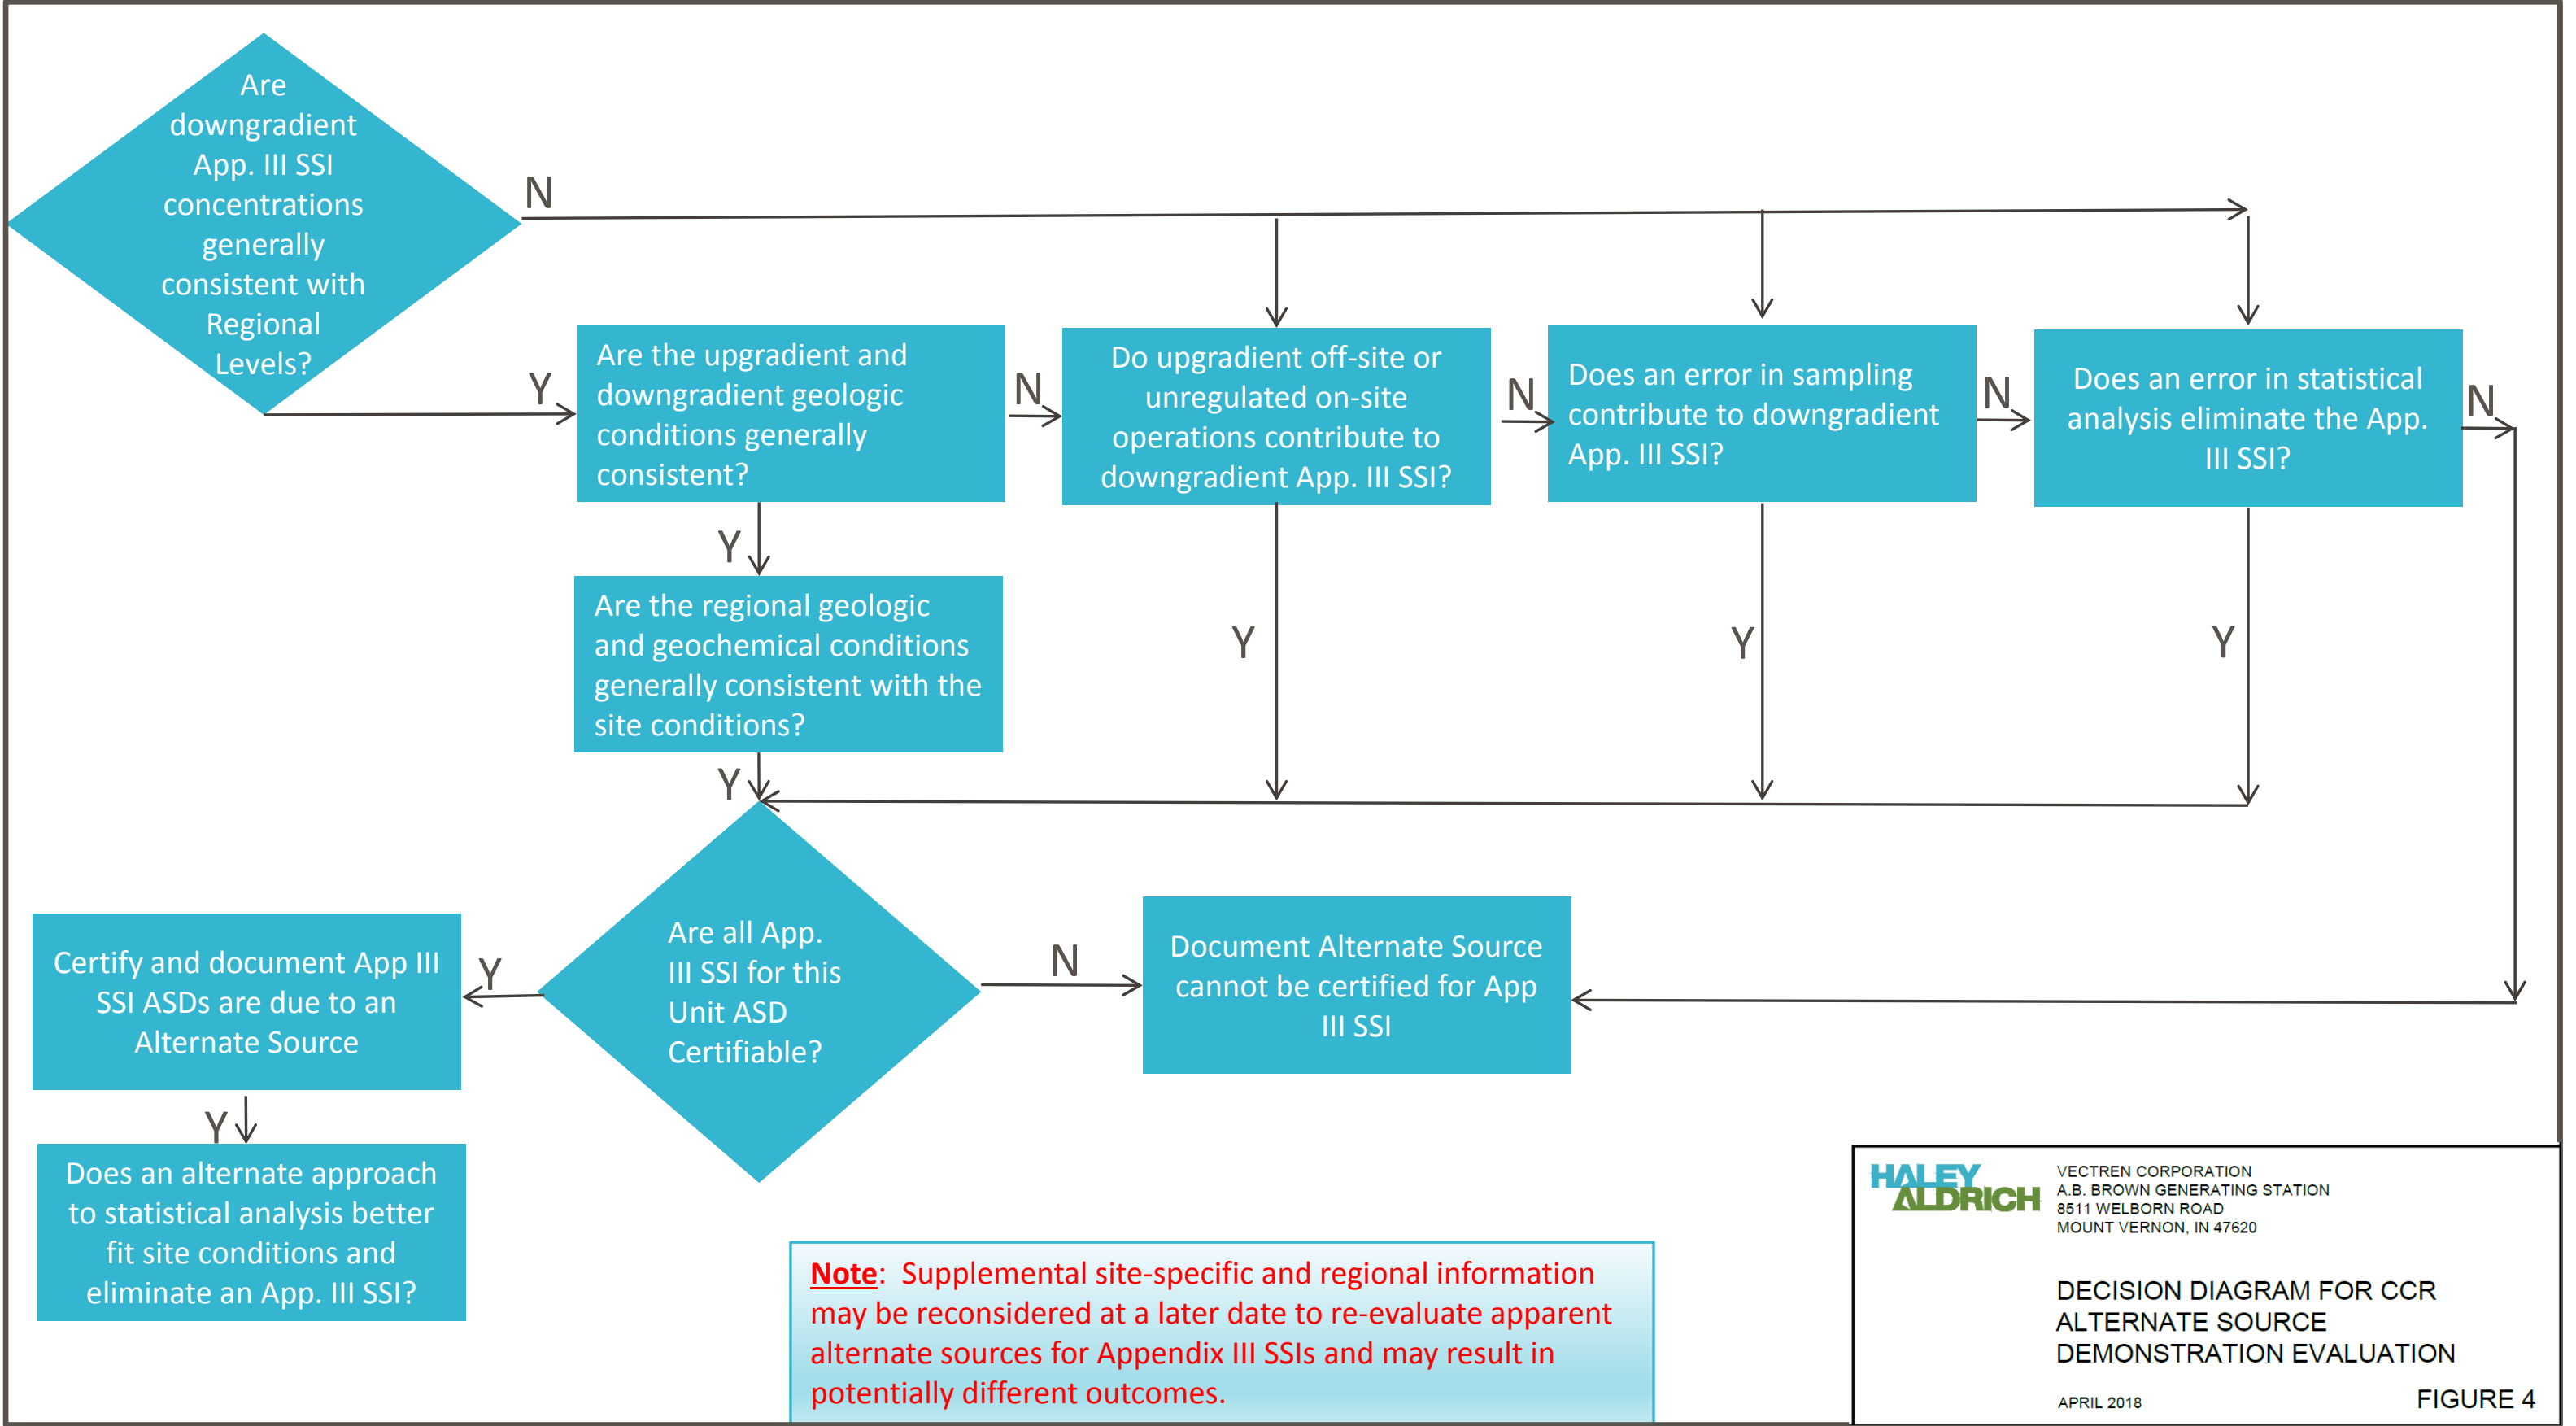 Are
downgradient
App. III SSI
concentrations
generally
consistent with
Regional
Levels?
N
Y
Are the upgradient and
downgradient geologic
conditions generally
consistent?
N
Do upgradient off-site or
unregulated on-site
operations contribute to
downgradient App. III SSI?
N
Does an error in sampling
contribute to downgradient
App. III SSI?
N
Does an error in statistical
analysis eliminate the App.
III SSI?
N
Y
Are the regional geologic
and geochemical conditions
generally consistent with the
site conditions?
Y
Y
Y
Y
Are all App.
III SSI for this
Unit ASD
Certifiable?
Y
N
Certify and document App III
SSI ASDs are due to an
Alternate Source
Document Alternate Source
cannot be certified for App
III SSI
Y
Does an alternate approach
to statistical analysis better
fit site conditions and
eliminate an App. III SSI?
Note: Supplemental site-specific and regional information
may be reconsidered at a later date to re-evaluate apparent
alternate sources for Appendix III SSIs and may result in
potentially different outcomes.
HALEY
ALDRICH
VECTREN CORPORATION
A.B. BROWN GENERATING STATION
8511 WELBORN ROAD
MOUNT VERNON, IN 47620
DECISION DIAGRAM FOR CCR
ALTERNATE SOURCE
DEMONSTRATION EVALUATION
APRIL 2018
FIGURE 4